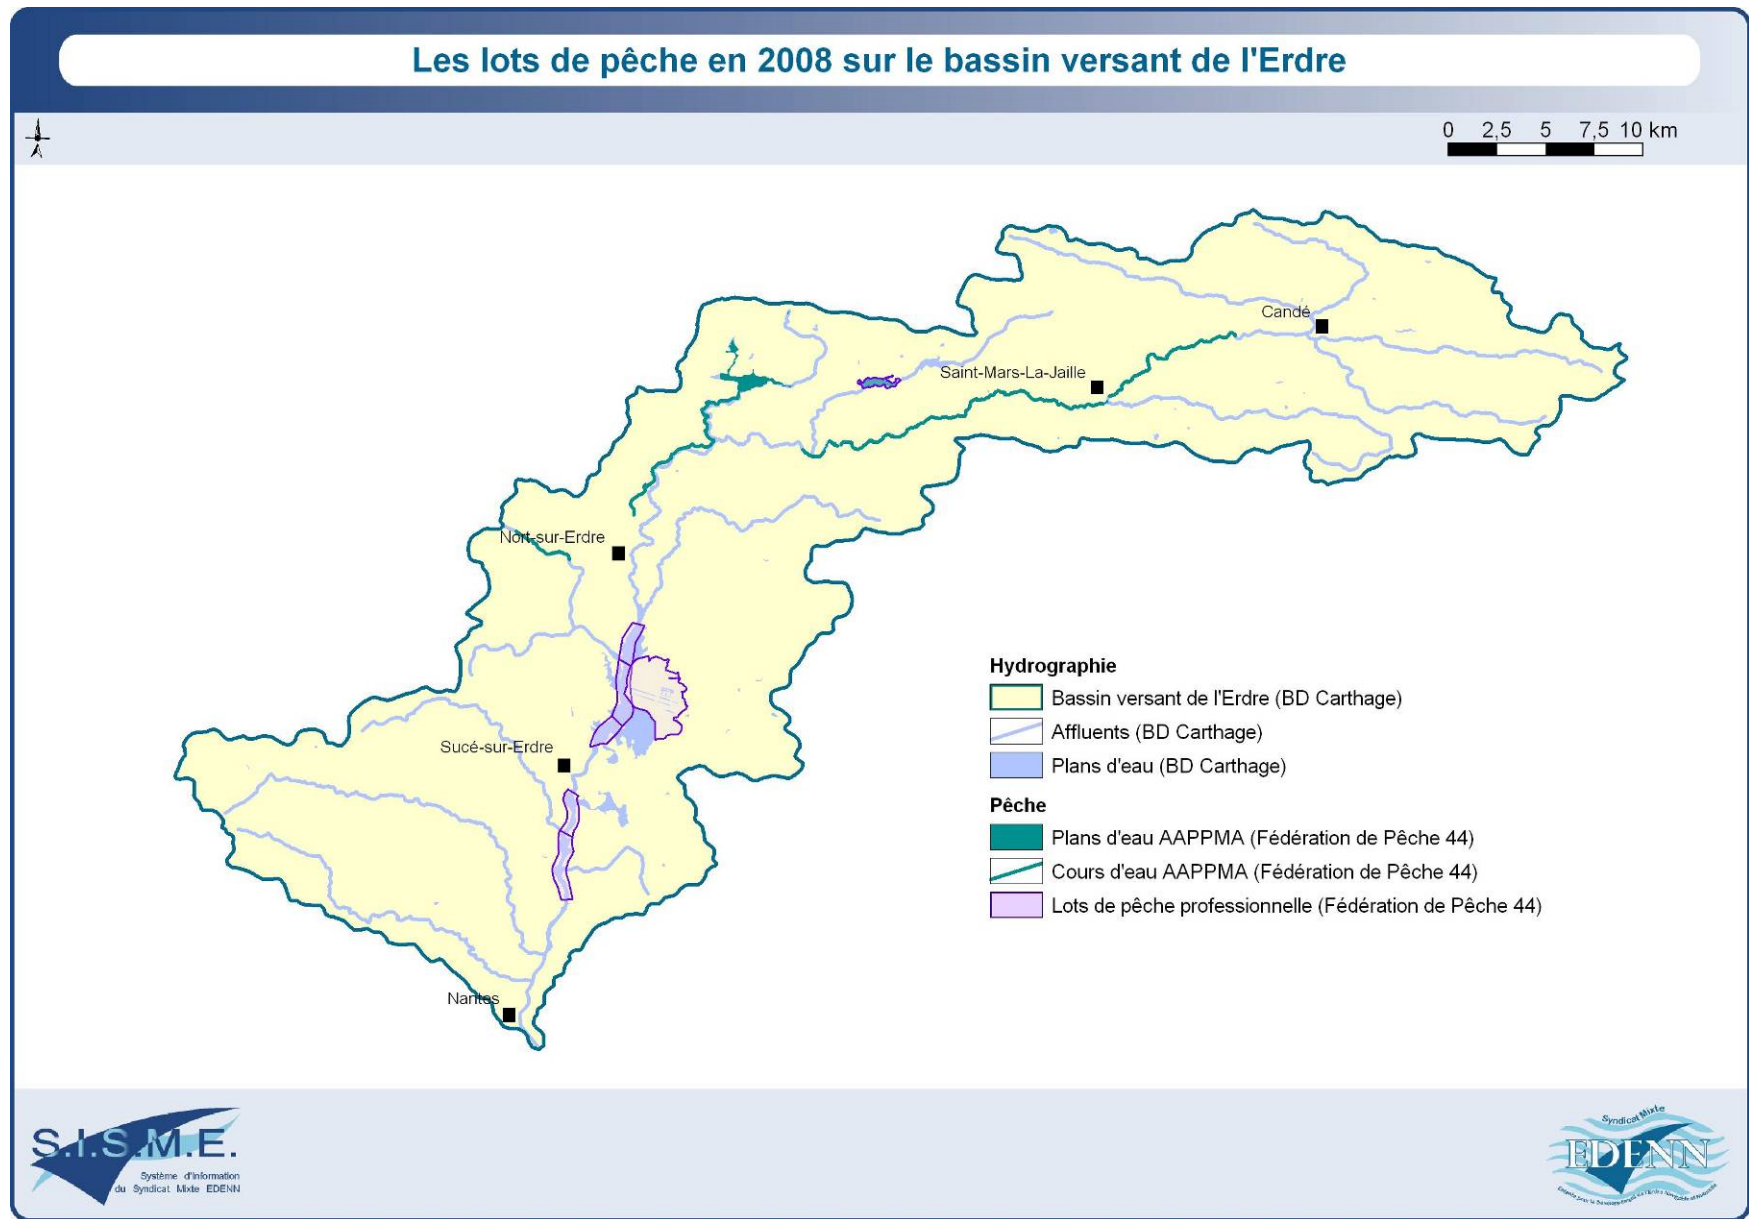 Les lots de pêche en 2008 sur le bassin versant de l'Erdre
0 2,5 5 7,5 10 km
Candé
Saint-Mars-La-Jaille
Nort-sur-Erdre
Sucé-sur-Erdre
Nantes
Hydrographie
Bassin versant de l'Erdre (BD Carthage)
Affluents (BD Carthage)
Plans d'eau (BD Carthage)
Pêche
Plans d'eau AAPPMA (Fédération de Pêche 44)
Cours d'eau AAPPMA (Fédération de Pêche 44)
Lots de pêche professionnelle (Fédération de Pêche 44)
S.I.S.M.E.
Système d'Information
du Syndicat Mixte EDENN
Syndicat Mixte
EDENN